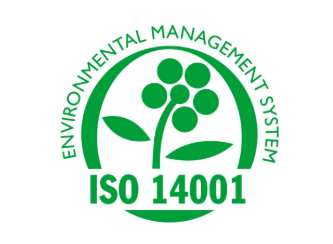 ENVIRONMENTAL MANAGEMENT SYSTEM
ISO 14001